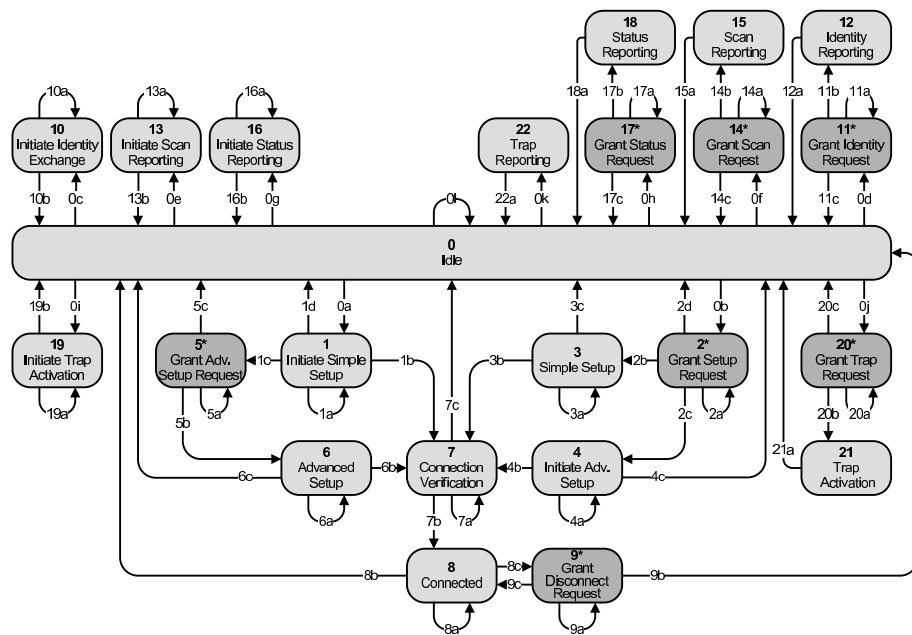 18
Status
Reporting
15
Scan
Reporting
12
Identity
Reporting
10a
13a
16a
18a
17b
17a
15a
14b
14a
12a
11b
11a
10
Initiate Identity
Exchange
13
Initiate Scan
Reporting
16
Initiate Status
Reporting
22
Trap
Reporting
17*
Grant Status
Request
14*
Grant Scan
Reqest
11*
Grant Identity
Request
10b
0c
13b
0e
16b
0g
0l
22a
0k
17c
0h
14c
0f
11c
0d
0
Idle
19b
0i
5c
1d
0a
3c
2d
0b
20c
0j
19
Initiate Trap
Activation
5*
Grant Adv.
Setup Request
1c
1
Initiate Simple
Setup
1b
3b
3
Simple Setup
2b
2*
Grant Setup
Request
20*
Grant Trap
Request
19a
5a
1a
7c
3a
2a
20a
5b
2c
20b
6
Advanced
Setup
7
Connection
Verification
4
Initiate Adv.
Setup
21
Trap
Activation
21a
6c
6b
4b
4c
6a
7b
7a
4a
8
Connected
9*
Grant
Disconnect
Request
8b
8c
9c
9b
8a
9a